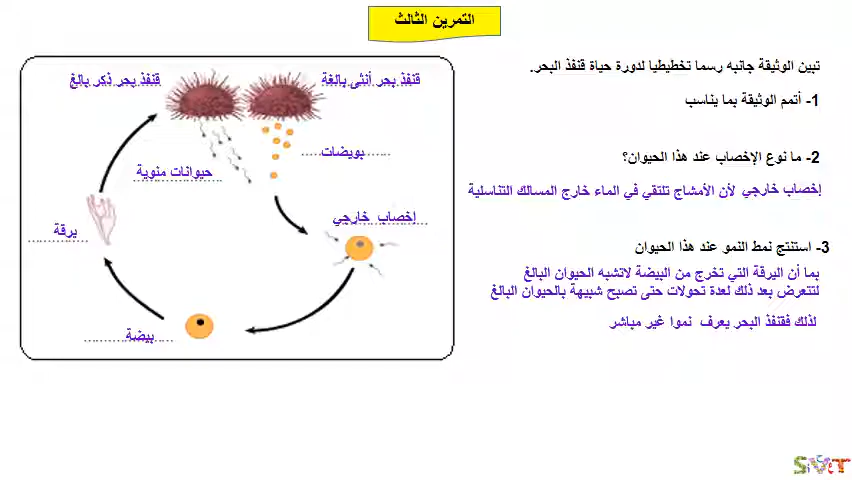 التمرين الثالث
تبين الوثيقة جانبه رسما تخطيطيا لدورة حياة قنفذ البحر.
1- أتمم الوثيقة بما يناسب
2- ما نوع الإخصاب عند هذا الحيوان؟
إخصاب خارجي لأن الأمشاج تلتقي في الماء خارج المسالك التناسلية
3- استنتج نمط النمو عند هذا الحيوان
بما أن اليرقة التي تخرج من البيضة لاتشبه الحيوان البالغ
لتتعرض بعد ذلك لعدة تحولات حتى تصبح شبيهة بالحيوان البالغ
لذلك فقنفذ البحر يعرف نموا غير مباشر
قنفذ بحر أنثى بالغة
قنفذ بحر ذكر بالغ
بويضات
حيوانات منوية
إخصاب خارجي
يرقة
بيضة